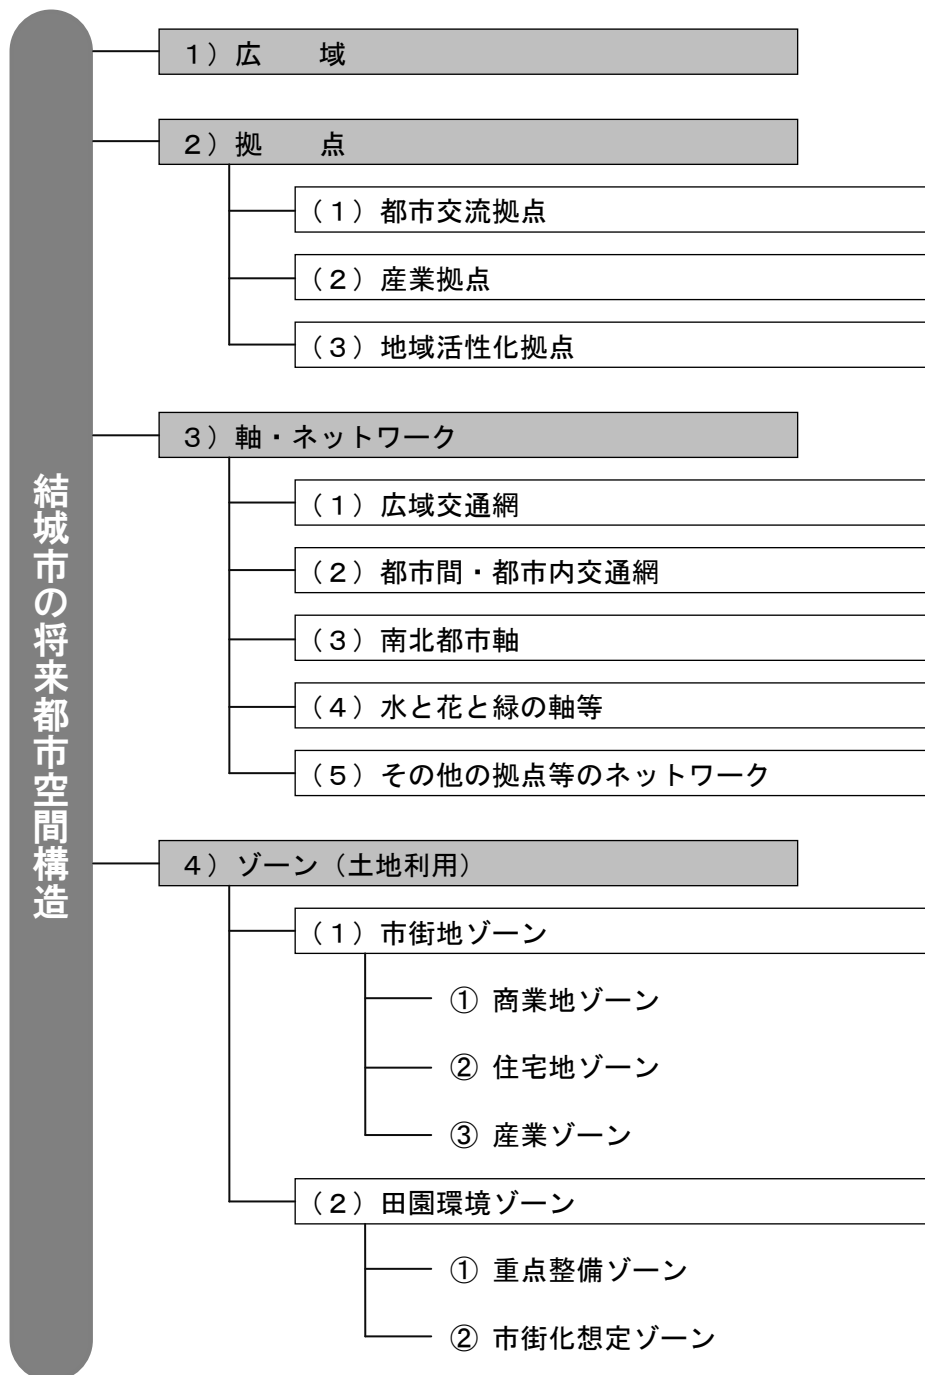 結城市の将来都市空間構造
１）広　　域
２）拠　　点
（１）都市交流拠点
（２）産業拠点
（３）地域活性化拠点
３）軸・ネットワーク
（１）広域交通網
（２）都市間・都市内交通網
（３）南北都市軸
（４）水と花と緑の軸等
（５）その他の拠点等のネットワーク
４）ゾーン（土地利用）
（１）市街地ゾーン
① 商業地ゾーン
② 住宅地ゾーン
③ 産業ゾーン
（２）田園環境ゾーン
① 重点整備ゾーン
② 市街化想定ゾーン